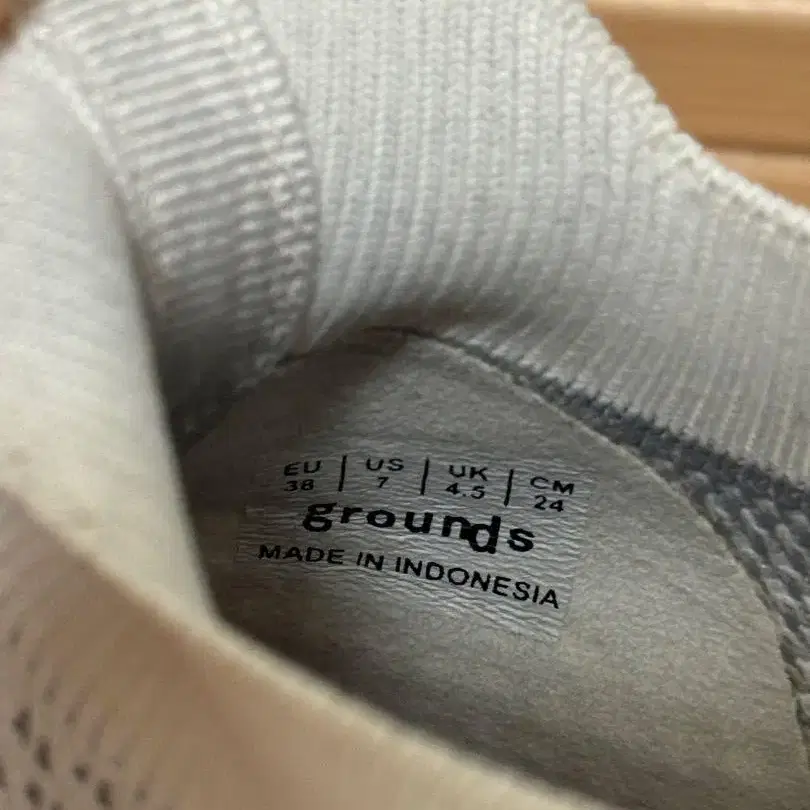 EU | US | UK | CM
38 | 7 | 4.5 | 24
grounds
MADE IN INDONESIA